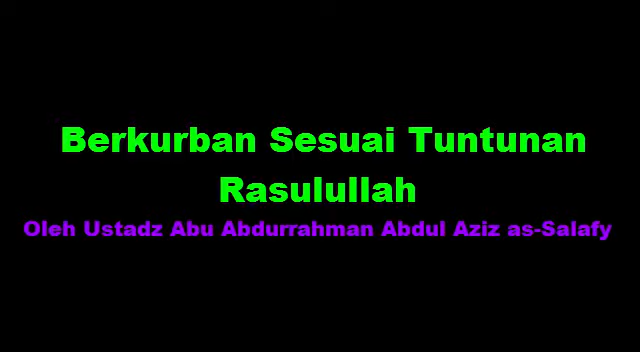 Berkurban Sesuai Tuntunan
Rasulullah
Oleh Ustadz Abu Abdurrahman Abdul Aziz as-Salafy